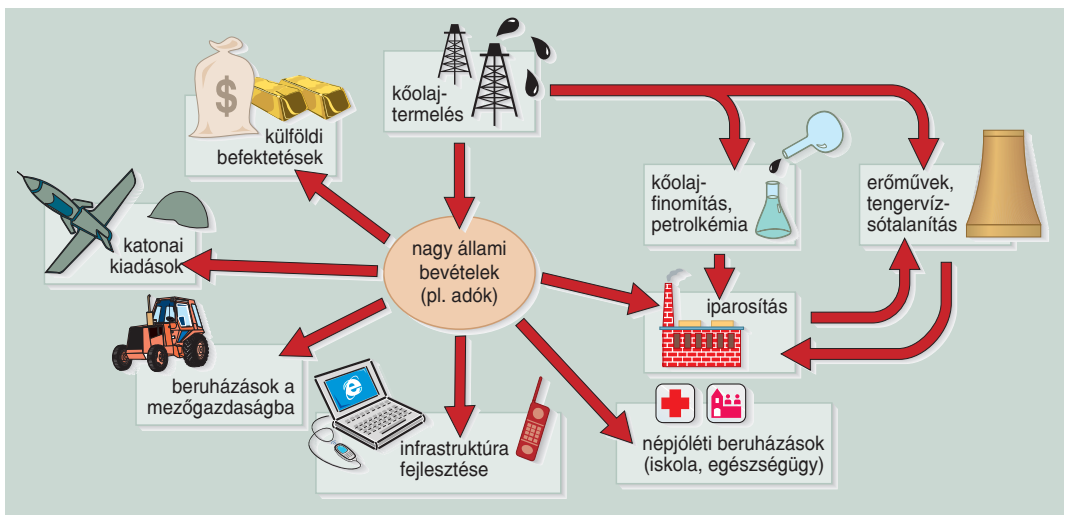 kőolaj-
termelés
külföldi
befektetések
kőolaj-
finomítás,
petrolkémia
erőművek,
tengervíz-
sótalanítás
katonai
kiadások
nagy állami
bevételek
(pl. adók)
iparosítás
beruházások a
mezőgazdaságba
infrastruktúra
fejlesztése
népjóléti beruházások
(iskola, egészségügy)
$
e